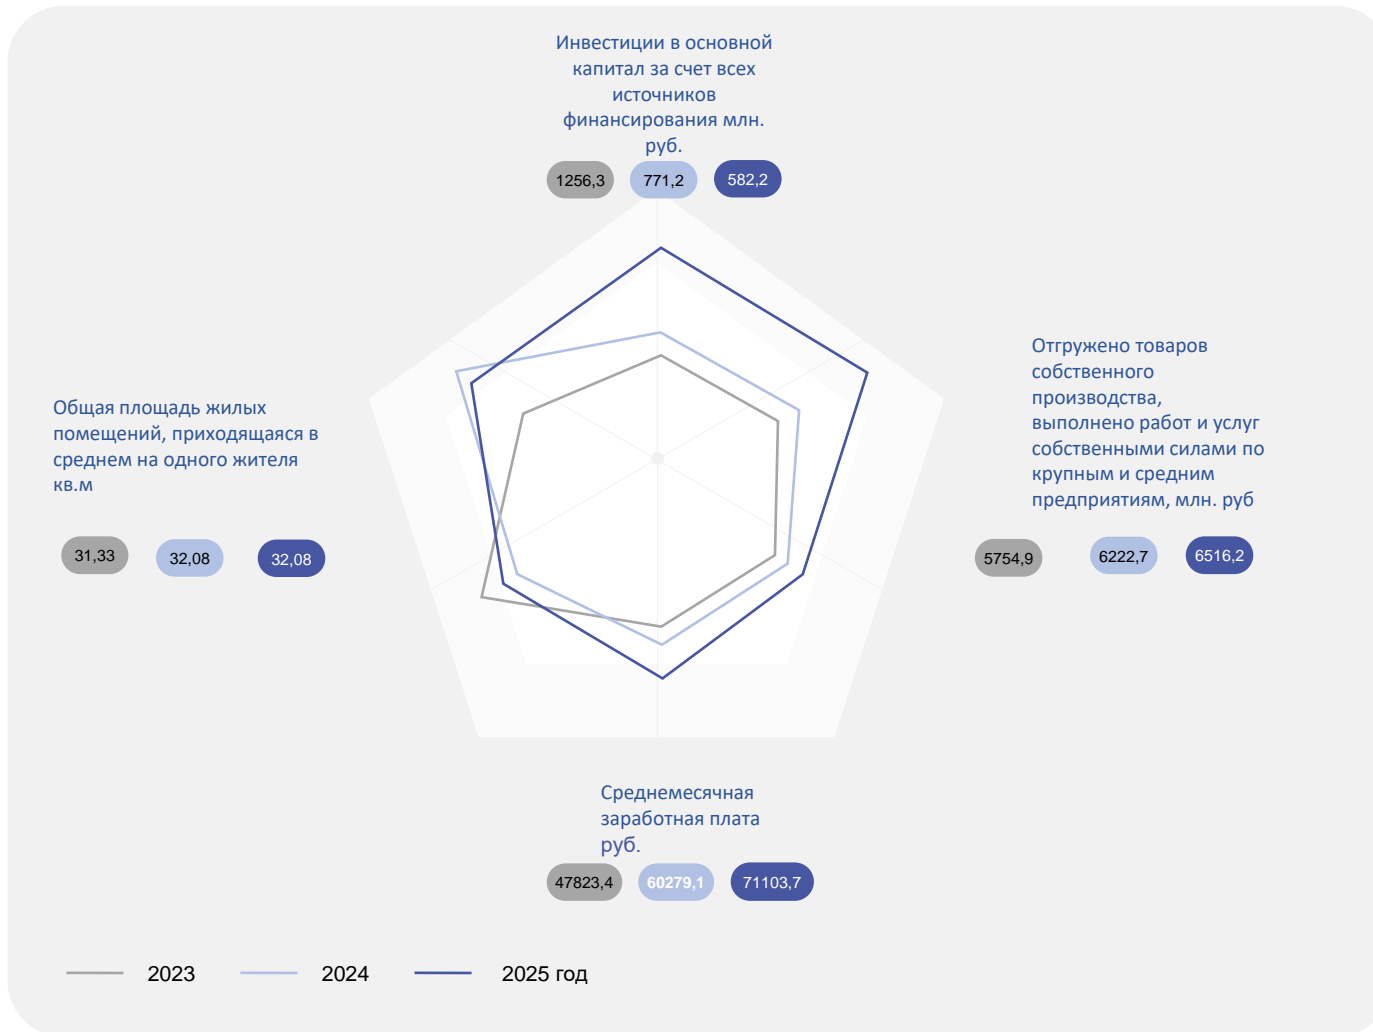 Инвестиции в основной
капитал за счет всех
источников
финансирования млн.
руб.
1256,3 771,2 582,2
Отгружено товаров
собственного
производства,
выполнено работ и услуг
собственными силами по
крупным и средним
предприятиям, млн. руб
5754,9 6222,7 6516,2
Общая площадь жилых
помещений, приходящаяся в
среднем на одного жителя
кв.м
31,33 32,08 32,08
Среднемесячная
заработная плата
руб.
47823,4 60279,1 71103,7
2023 2024 2025 год